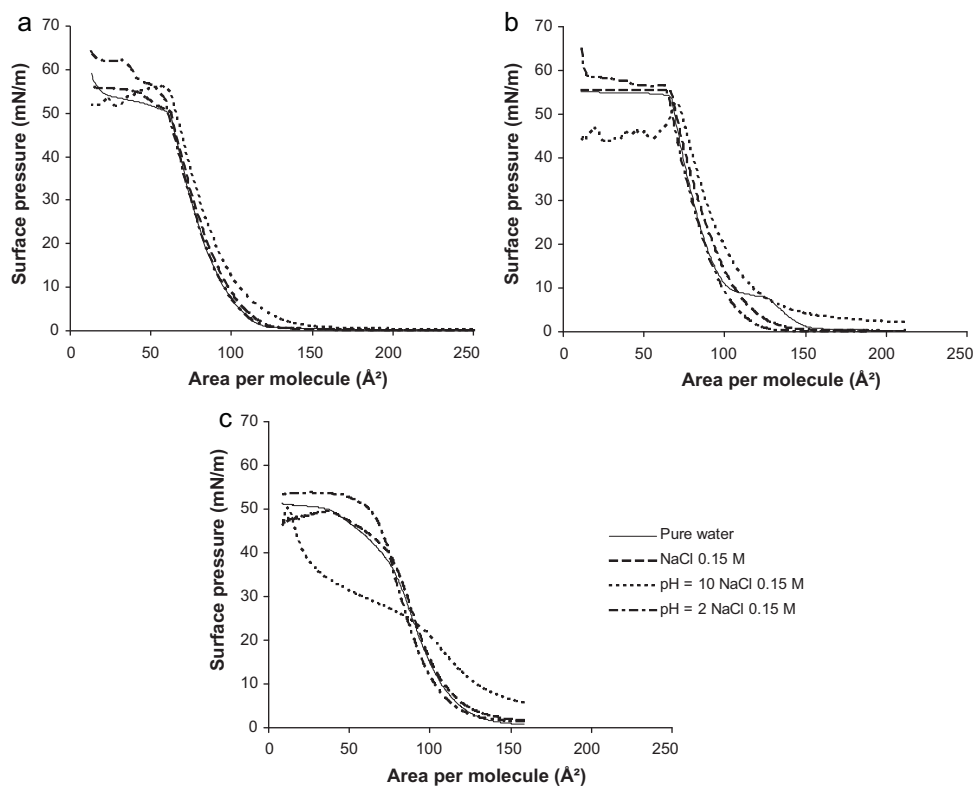 a
70
60
50
40
30
20
10
0
Surface pressure (mN/m)
0 50 100 150 200 250
Area per molecule (Å²)
b
70
60
50
40
30
20
10
0
Surface pressure (mN/m)
0 50 100 150 200 250
Area per molecule (Å²)
c
70
60
50
40
30
20
10
0
Surface pressure (mN/m)
0 50 100 150 200 250
Area per molecule (Å²)
Pure water
NaCl 0.15 M
pH = 10 NaCl 0.15 M
pH = 2 NaCl 0.15 M